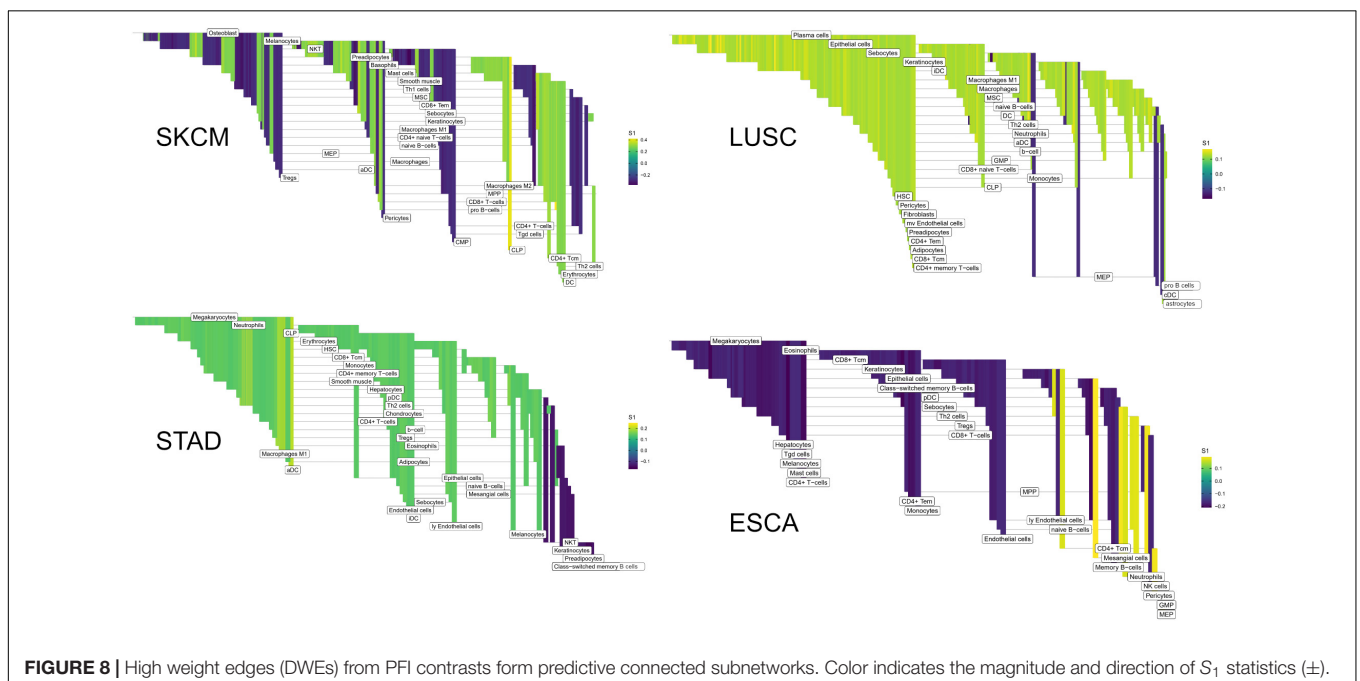 Osteoblast
Melanocytes
NKT
Preadipocytes
Basophils
Mast cells
Smooth muscle
Th1 cells
MSC
CD8+ Tem
Sebocytes
Keratinocytes
Macrophages M1
CD4+ naive T-cells
naive B-cells
MEP
Macrophages
aDC
Tregs
Macrophages M2
MPP
CD8+ T-cells
pro B-cells
Pericytes
CD4+ T-cells
Tgd cells
CMP
CLP
CD4+ Tcm
Th2 cells
Erythrocytes
DC
SKCM
S1
0.4
0.2
0.0
-0.2
Plasma cells
Epithelial cells
Sebocytes
Keratinocytes
iDC
Macrophages M1
Macrophages
MSC
naive B-cells
DC
Th2 cells
Neutrophils
aDC
b-cell
GMP
CD8+ naive T-cells
Monocytes
CLP
HSC
Pericytes
Fibroblasts
mv Endothelial cells
Preadipocytes
CD4+ Tem
Adipocytes
CD8+ Tcm
CD4+ memory T-cells
MEP
pro B cells
cDC
astrocytes
LUSC
S1
0.1
0.0
-0.1
Megakaryocytes
Neutrophils
CLP
Erythrocytes
HSC
CD8+ Tcm
Monocytes
CD4+ memory T-cells
Smooth muscle
Hepatocytes
pDC
Th2 cells
Chondrocytes
CD4+ T-cells
b-cell
Tregs
Eosinophils
Macrophages M1
Adipocytes
aDC
Epithelial cells
naive B-cells
Mesangial cells
Sebocytes
Endothelial cells
iDC
ly Endothelial cells
Melanocytes
NKT
Keratinocytes
Preadipocytes
Class-switched memory B cells
STAD
S1
0.2
0.1
0.0
-0.1
Megakaryocytes
Eosinophils
CD8+ Tcm
Keratinocytes
Epithelial cells
Class-switched memory B-cells
pDC
Sebocytes
Th2 cells
Tregs
CD8+ T-cells
Hepatocytes
Tgd cells
Melanocytes
Mast cells
CD4+ T-cells
MPP
CD4+ Tem
Monocytes
ly Endothelial cells
naive B-cells
Endothelial cells
CD4+ Tcm
Mesangial cells
Memory B-cells
Neutrophils
NK cells
Pericytes
GMP
MEP
ESCA
S1
0.1
0.0
-0.1
-0.2
FIGURE 8 | High weight edges (DWEs) from PFI contrasts form predictive connected subnetworks. Color indicates the magnitude and direction of S1 statistics (±).